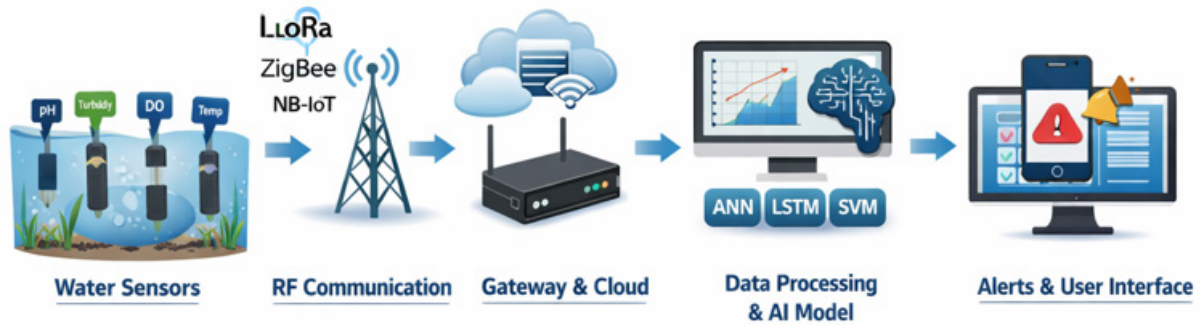 LLoRa
ZigBee
NB-IoT
pH
Turbddy
DO
Temp
ANN
LSTM
SVM
Water Sensors
RF Communication
Gateway & Cloud
Data Processing
& AI Model
Alerts & User Interface